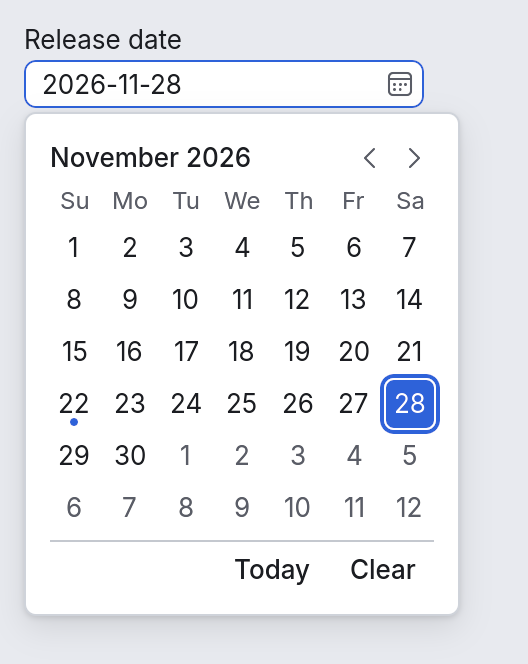 Release date
2026-11-28
November 2026
Su Mo Tu We Th Fr Sa
1 2 3 4 5 6 7
8 9 10 11 12 13 14
15 16 17 18 19 20 21
22 23 24 25 26 27 28
29 30 1 2 3 4 5
6 7 8 9 10 11 12
Today Clear